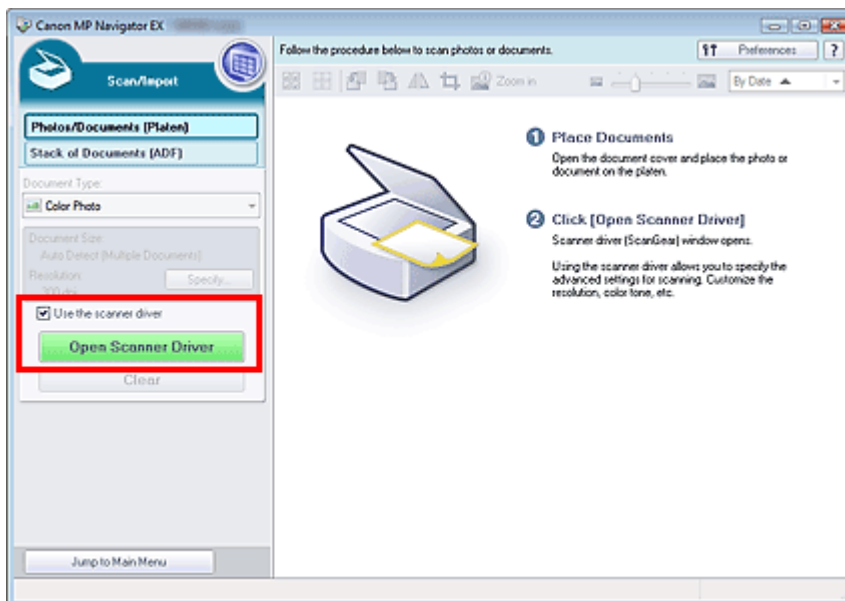 Canon MP Navigator EX
Scan/Import
Follow the procedure below to scan photos or documents.
Preferences
?
Zoom in
By Date
Photos/Documents (Platen)
Stack of Documents (ADF)
Document Type:
Color Photo
Document Size:
Auto Detect (Multiple Documents)
Resolution:
Specify...
Use the scanner driver
Open Scanner Driver
Clear
Jump to Main Menu
1 Place Documents
Open the document cover and place the photo or
document on the platen.
2 Click [Open Scanner Driver]
Scanner driver (ScanGear) window opens.
Using the scanner driver allows you to specify the
advanced settings for scanning. Customize the
resolution, color tone, etc.